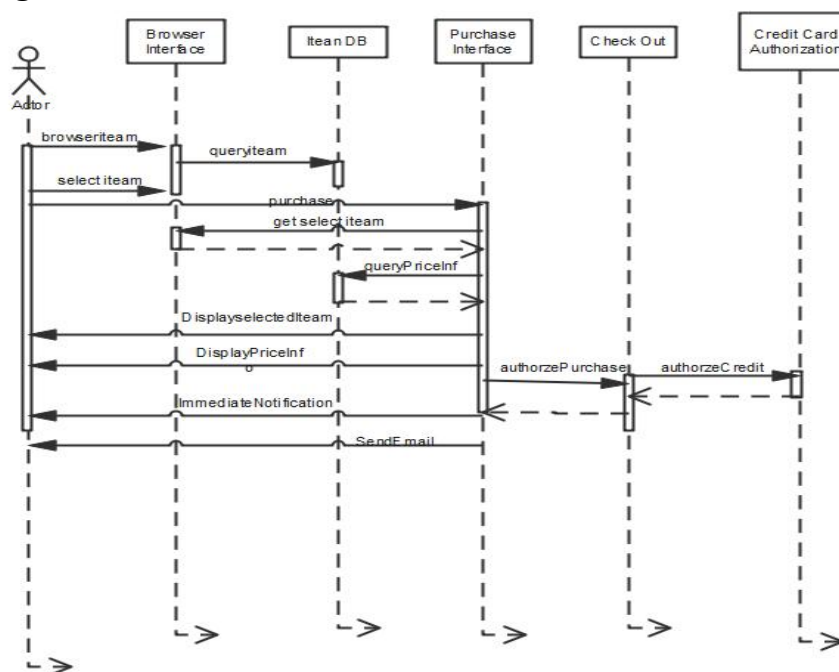 Browser
Interface
Itean DB
Purchase
Interface
Check Out
Credit Card
Authorization
Actor
browseriteam
queryiteam
select iteam
purchase
get select iteam
queryPriceInf
DisplayselectedIteam
DisplayPriceInf
o
authorzePurchase
authorzeCredit
ImmediateNotification
SendEmail